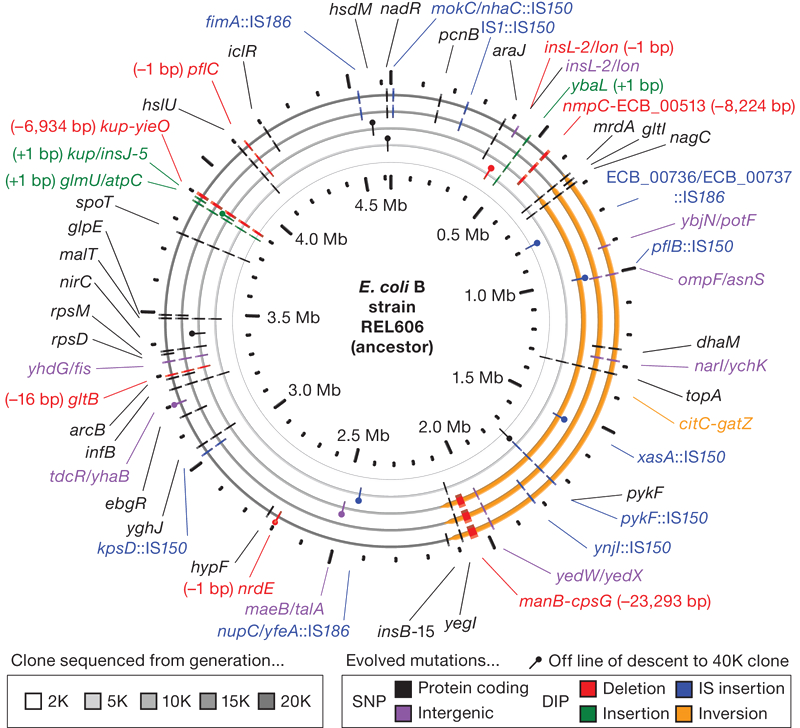 hsdM
nadR
mokC/nhaC::IS150
fimA::IS186
IS1::IS150
pcnB
iclR
araJ
insL-2/lon (–1 bp)
insL-2/lon
(–1 bp) pflC
ybaL (+1 bp)
hslU
nmpC-ECB_00513 (–8,224 bp)
(–6,934 bp) kup-yieO
mrdA
gltI
nagC
(+1 bp) kup/insJ-5
(+1 bp) glmU/atpC
ECB_00736/ECB_00737
::IS186
spoT
glpE
ybjN/potF
malT
pflB::IS150
nirC
ompF/asnS
rpsM
rpsD
dhaM
yhdG/fis
narI/ychK
(–16 bp) gltB
topA
arcB
citC-gatZ
infB
tdcR/yhaB
xasA::IS150
ebgR
pykF
yghJ
pykF::IS150
kpsD::IS150
ynjI::IS150
hypF
(–1 bp) nrdE
yedW/yedX
maeB/talA
manB-cpsG (–23,293 bp)
nupC/yfeA::IS186
insB-15
yegI
4.5 Mb
0.5 Mb
4.0 Mb
1.0 Mb
3.5 Mb
1.5 Mb
3.0 Mb
2.0 Mb
2.5 Mb
E. coli B
strain
REL606
(ancestor)
Clone sequenced from generation...
2K 5K 10K 15K 20K
Evolved mutations... Off line of descent to 40K clone
SNP Protein coding Intergenic
DIP Deletion IS insertion
Insertion Inversion